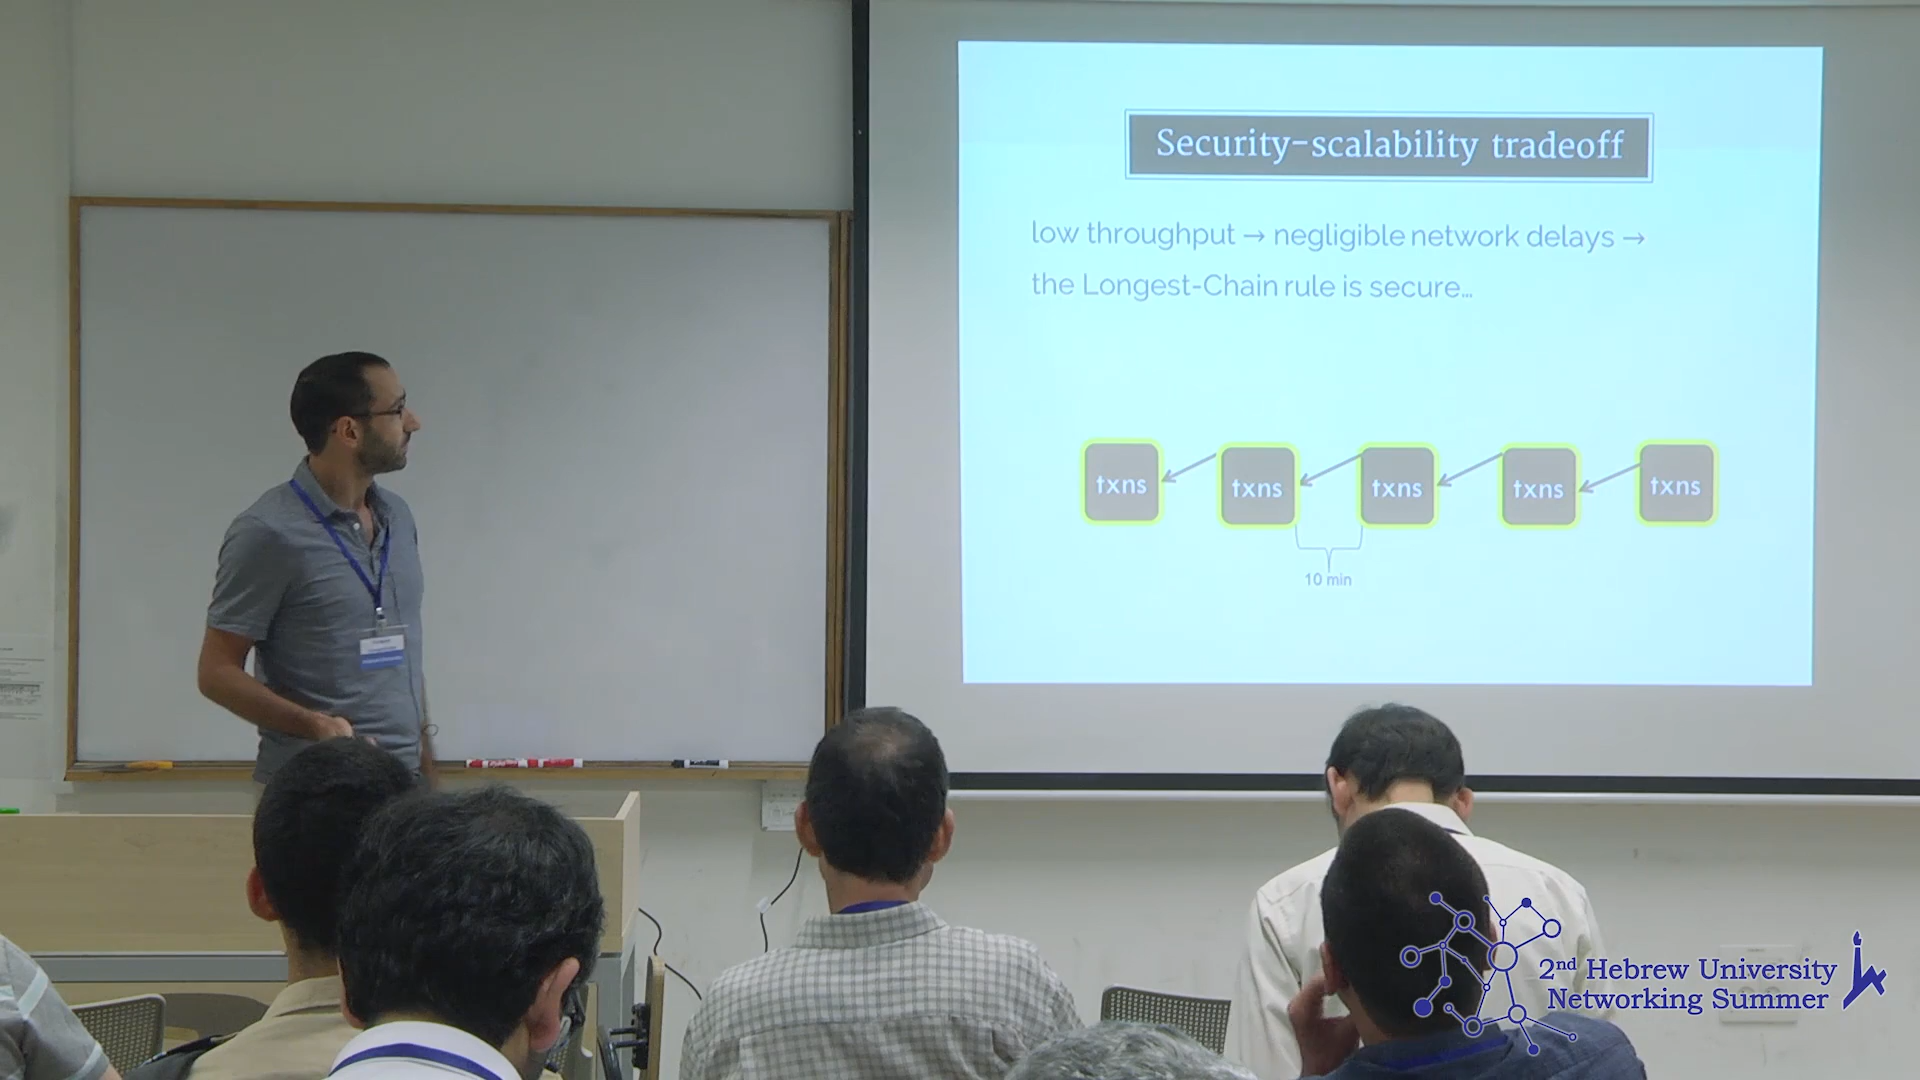 Security-scalability tradeoff
low throughput → negligible network delays →
the Longest-Chain rule is secure...
txns txns txns txns txns
10 min
2nd Hebrew University
Networking Summer